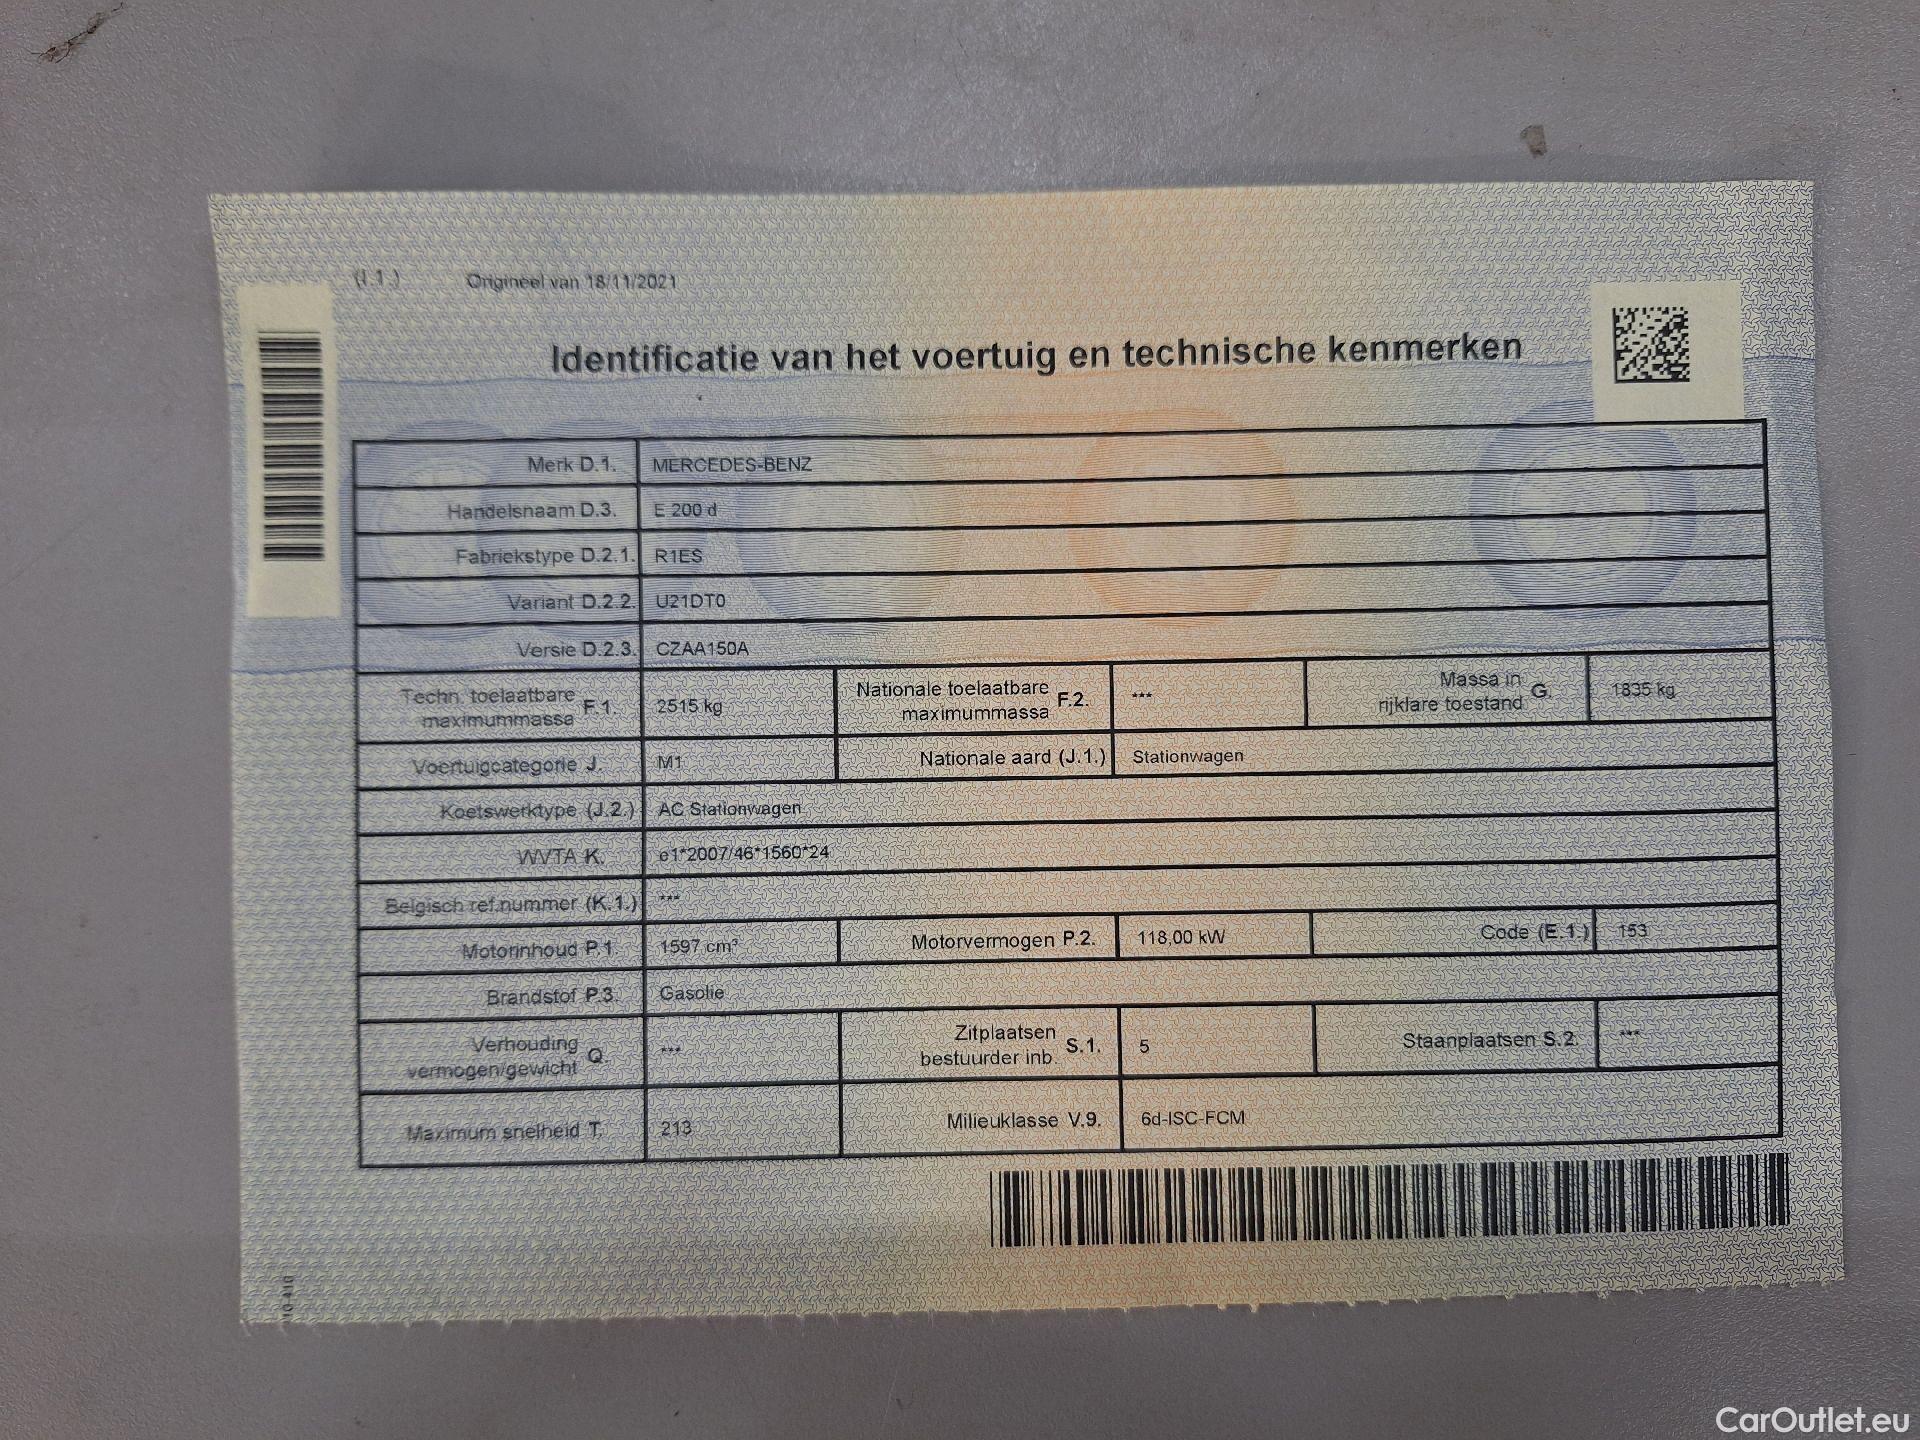 (I.1.) Origineel van 18/11/2021
Identificatie van het voertuig en technische kenmerken
Merk D.1. MERCEDES-BENZ
Handelsnaam D.3. E 200 d
Fabriekstype D.2.1. R1ES
Variant D.2.2. U21DT0
Versie D.2.3. CZAA150A
Techn. toelaatbare maximummassa F.1. 2515 kg Nationale toelaatbare maximummassa F.2. *** Massa in rijklare toestand G. 1835 kg
Voertuigcategorie J. M1 Nationale aard (J.1.) Stationwagen
Koetswerktype (J.2.) AC Stationwagen
WVTA K. e1*2007/46*1560*24
Belgisch ref.nummer (K.1.) ***
Motorinhoud P.1. 1597 cm³ Motorvermogen P.2. 118,00 kW Code (E.1.) 153
Brandstof P.3. Gasolie
Verhouding vermogen/gewicht Q. *** Zitplaatsen bestuurder inb. S.1. 5 Staanplaatsen S.2. ***
Maximum snelheid T. 213 Milieuklasse V.9. 6d-ISC-FCM
CarOutlet.eu